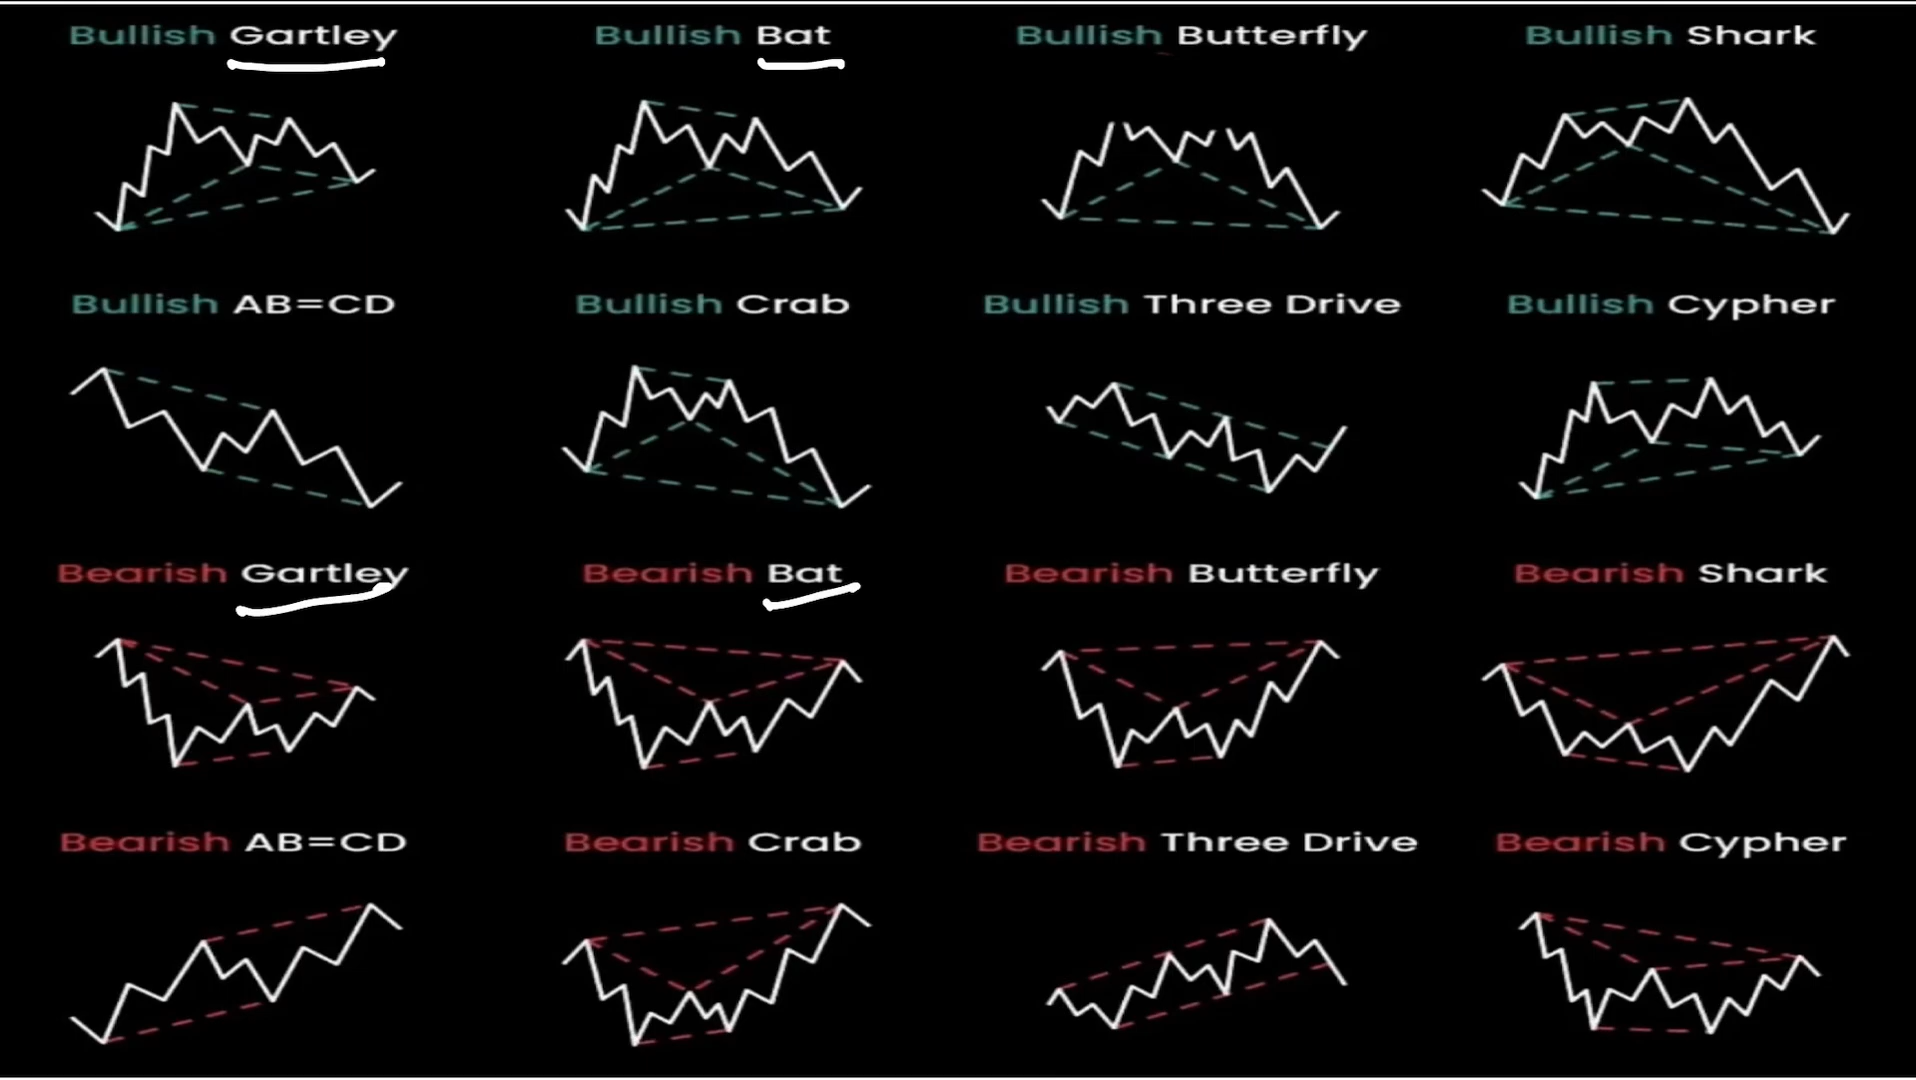 Bullish Gartley
Bullish Bat
Bullish Butterfly
Bullish Shark
Bullish AB=CD
Bullish Crab
Bullish Three Drive
Bullish Cypher
Bearish Gartley
Bearish Bat
Bearish Butterfly
Bearish Shark
Bearish AB=CD
Bearish Crab
Bearish Three Drive
Bearish Cypher